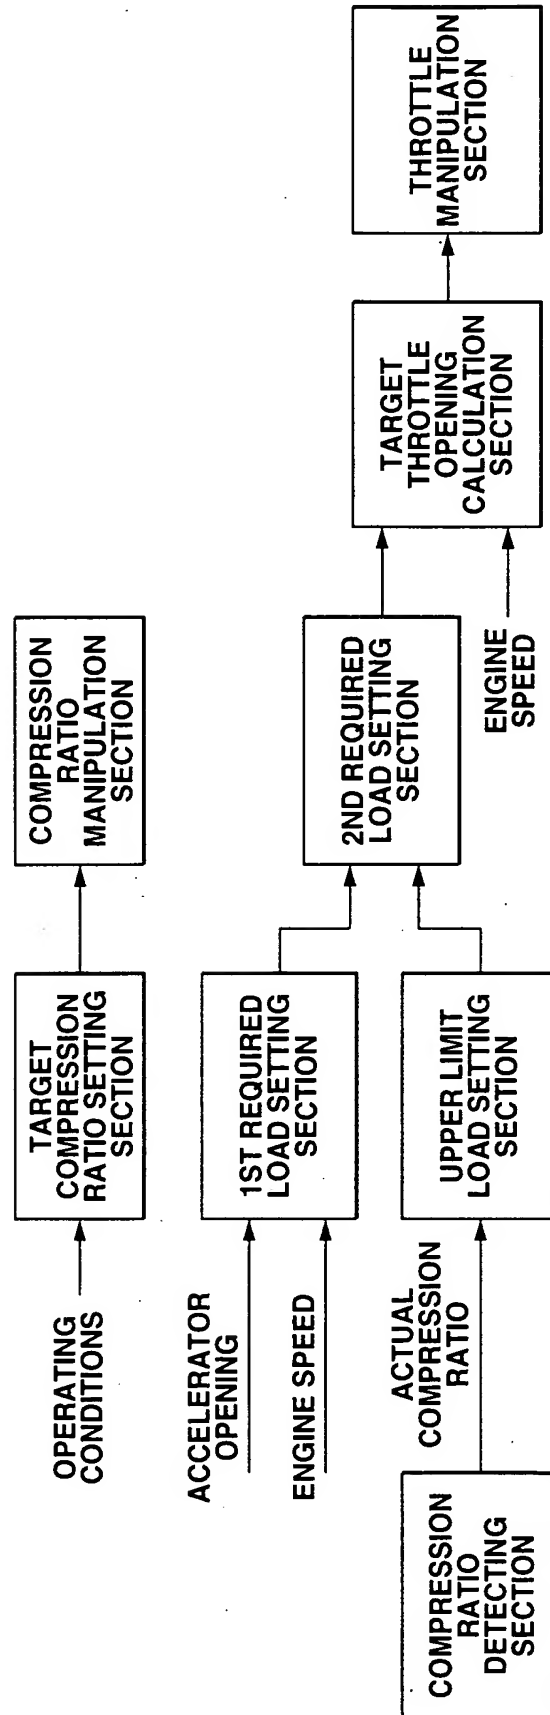 OPERATING
CONDITIONS
TARGET
COMPRESSION
RATIO SETTING
SECTION
COMPRESSION
RATIO
MANIPULATION
SECTION
ACCELERATOR
OPENING
ENGINE SPEED
1ST REQUIRED
LOAD SETTING
SECTION
COMPRESSION
RATIO
DETECTING
SECTION
ACTUAL
COMPRESSION
RATIO
UPPER LIMIT
LOAD SETTING
SECTION
2ND REQUIRED
LOAD SETTING
SECTION
ENGINE
SPEED
TARGET
THROTTLE
OPENING
CALCULATION
SECTION
THROTTLE
MANIPULATION
SECTION